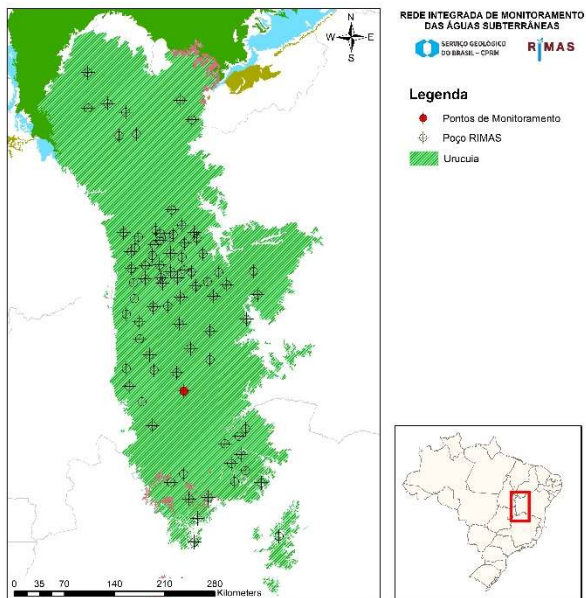 REDE INTEGRADA DE MONITORAMENTO
DAS ÁGUAS SUBTERRÂNEAS
SERVIÇO GEOLÓGICO
DO BRASIL – CPRM
RIMAS
N
W E
S
Legenda
Pontos de Monitoramento
Poço RIMAS
Urucuia
0 35 70 140 210 280
Kilometers